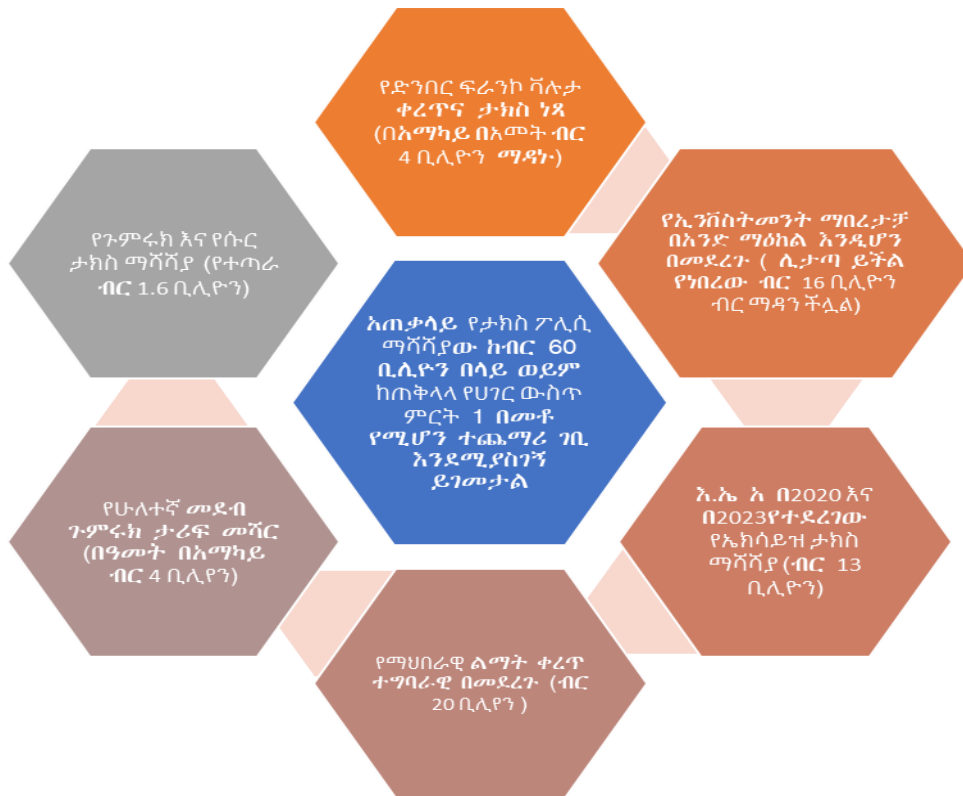 የድንበር ፍራንኮ ቫሉታ
ቀረጥና ታክስ ነጻ
(በአማካይ በአመት ብር
4 ቢሊዮን ማዳኑ)
የኢንቨስትመንት ማበረታቻ
በአንድ ማዕከል እንዲሆን
በመደረጉ ( ሊታጣ ይችል
የነበረው ብር 16 ቢሊዮን
ብር ማዳን ችሏል)
እ.ኤ አ በ2020 እና
በ2023የተደረገው
የኤክሳይዝ ታክስ
ማሻሻያ (ብር 13
ቢሊዮን)
የማህበራዊ ልማት ቀረጥ
ተግባራዊ በመደረጉ (ብር
20 ቢሊየን )
የሁለተኛ መደብ
ጉምሩክ ታሪፍ መሻር
(በዓመት በአማካይ
ብር 4 ቢሊየን)
የጉምሩክ እና የሱር
ታክስ ማሻሻያ (የተጣራ
ብር 1.6 ቢሊዮን)
አጠቃላይ የታክስ ፖሊሲ
ማሻሻያው ከብር 60
ቢሊዮን በላይ ወይም
ከጠቅላላ የሀገር ውስጥ
ምርት 1 በመቶ
የሚሆን ተጨማሪ ገቢ
እንደሚያስገኝ
ይገመታል